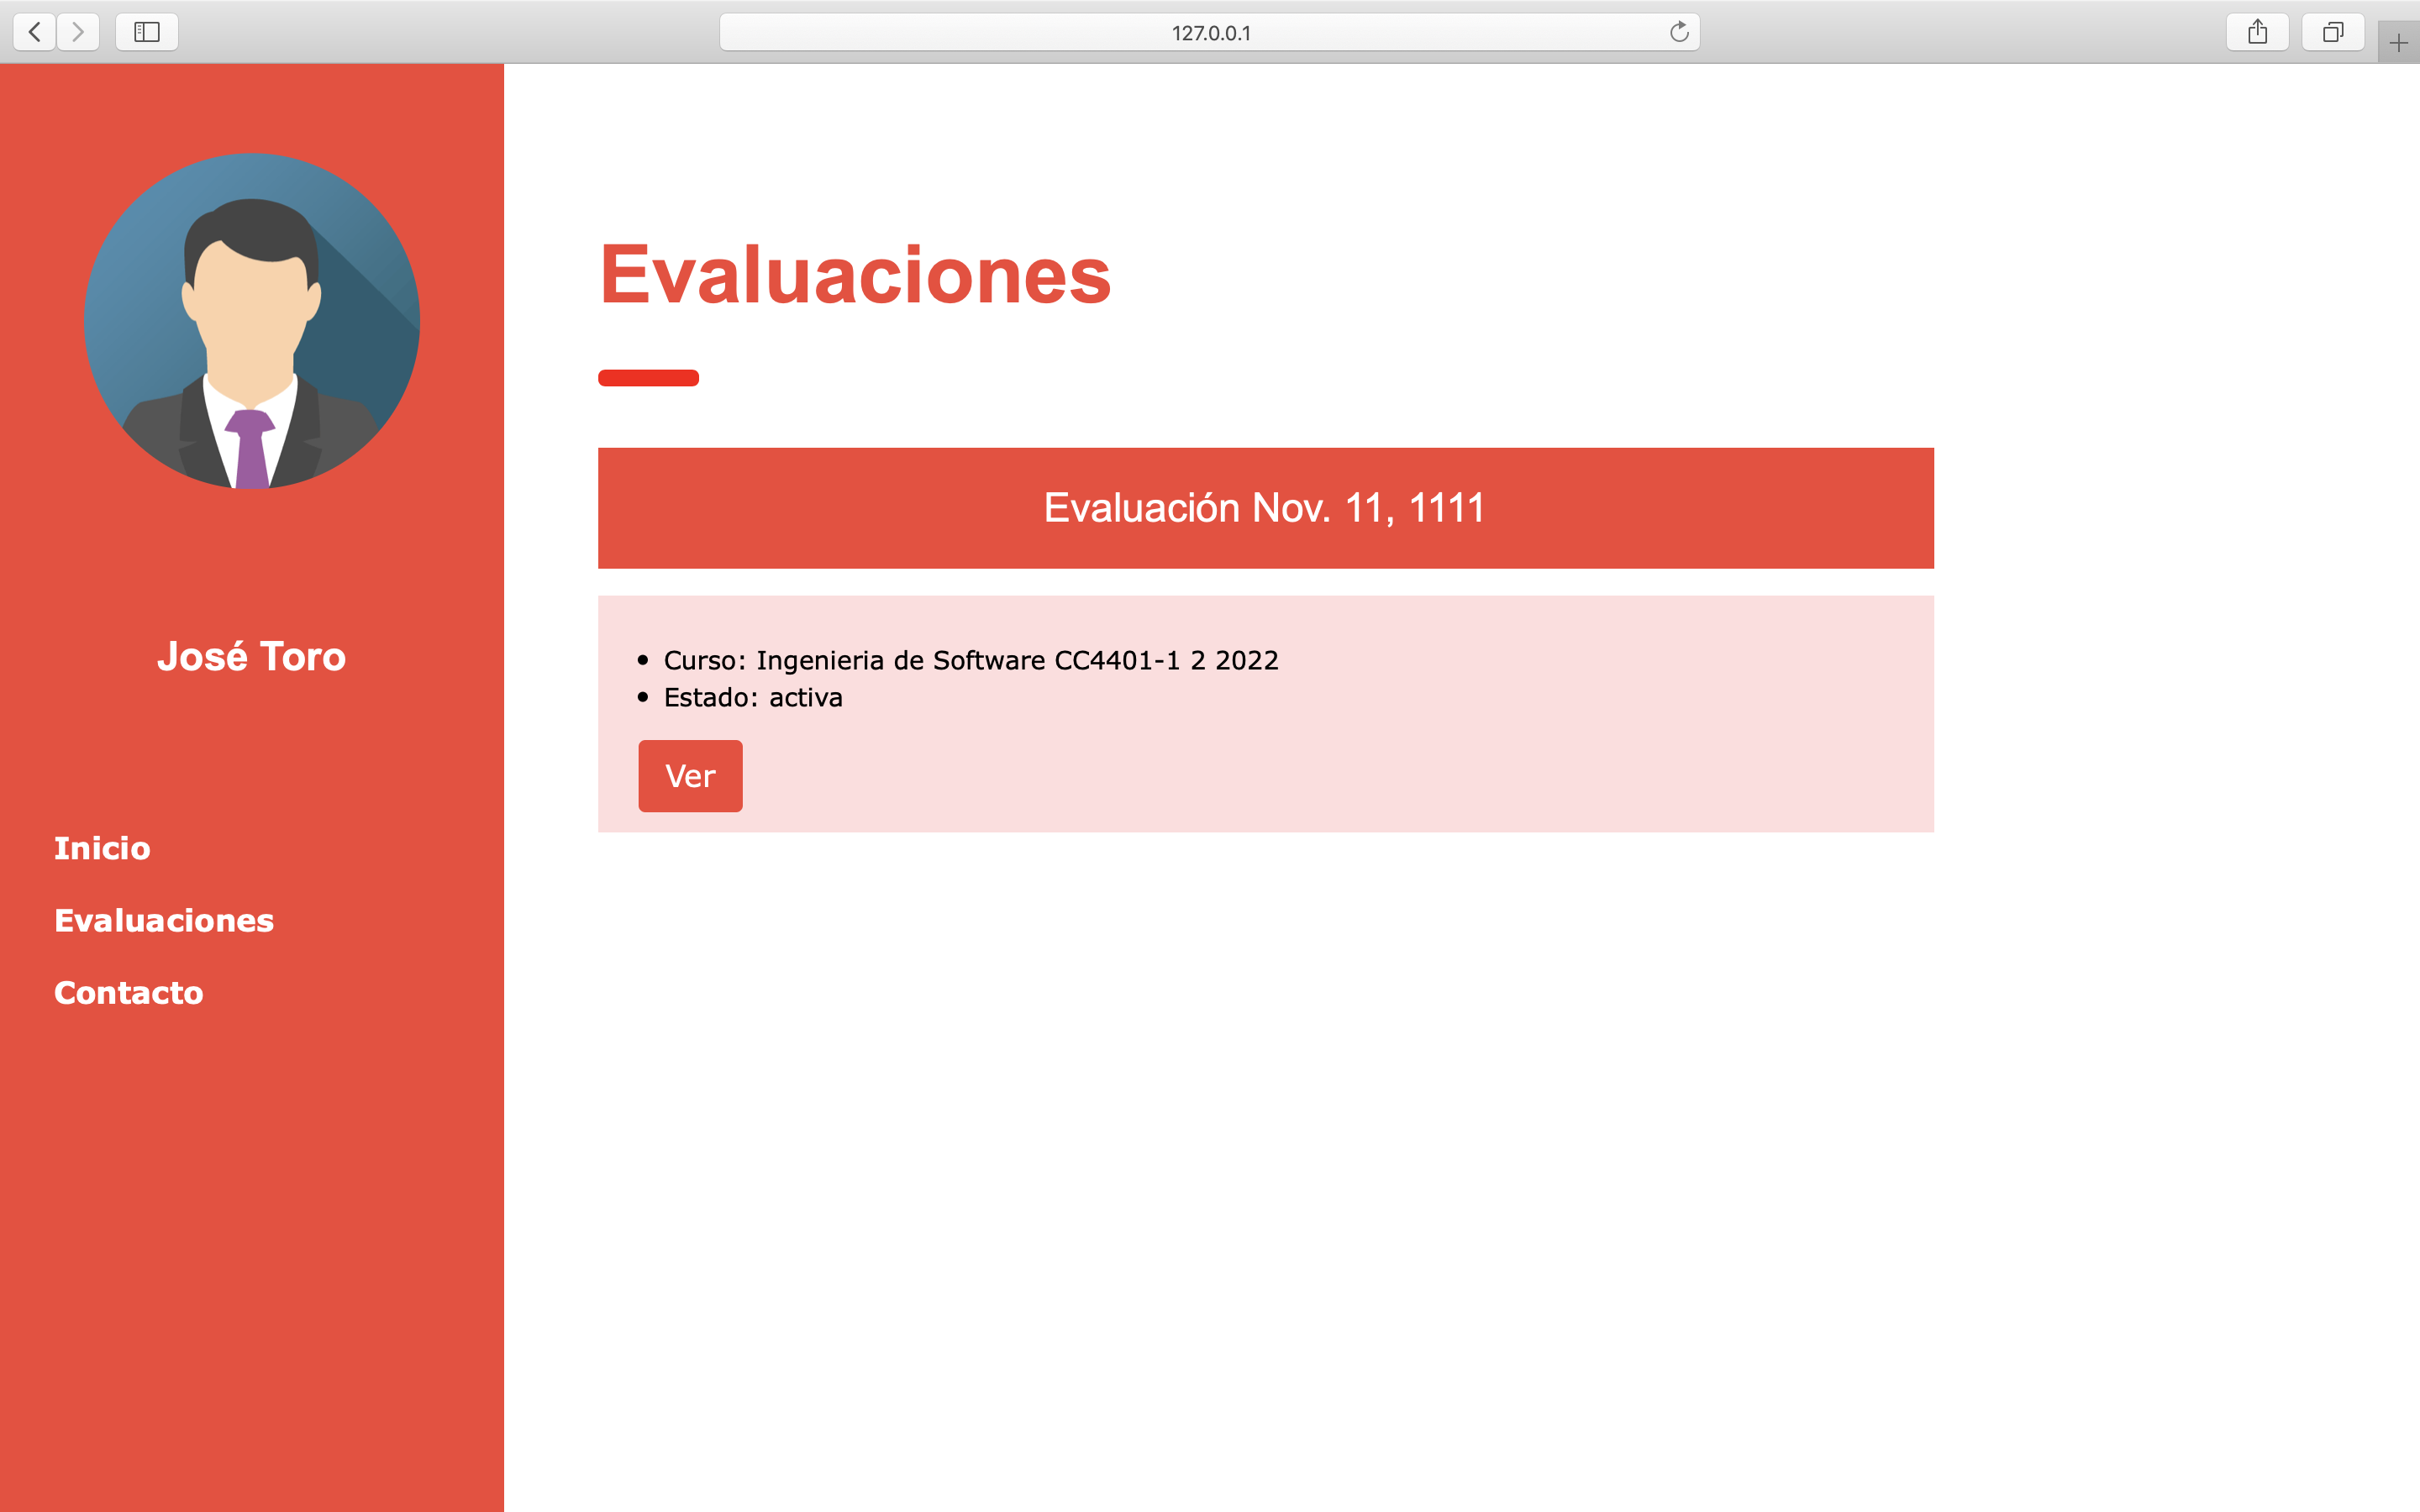 127.0.0.1
José Toro
Inicio
Evaluaciones
Contacto
Evaluaciones
Evaluación Nov. 11, 1111
Curso: Ingenieria de Software CC4401-1 2 2022
Estado: activa
Ver